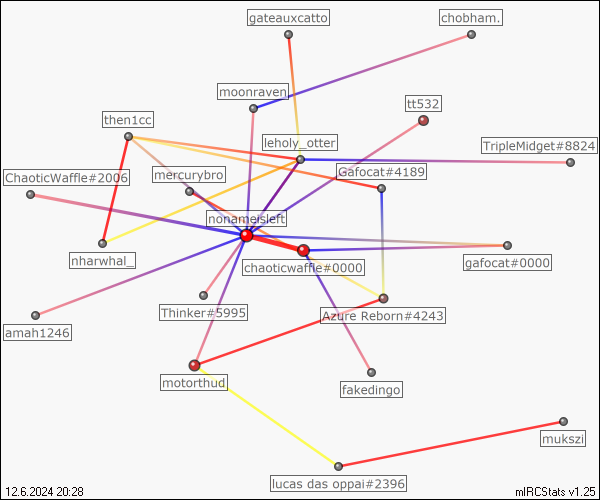 gateauxcatto
chobham.
moonraven
tt532
then1cc
leholy_otter
TripleMidget#8824
mercurybro
Gafocat#4189
ChaoticWaffle#2006
nonameisleft
nharwhal_
chaoticwaffle#0000
gafocat#0000
Thinker#5995
Azure Reborn#4243
amah1246
motorthud
fakedingo
mukszi
lucas das oppai#2396
12.6.2024 20:28
mIRCStats v1.25